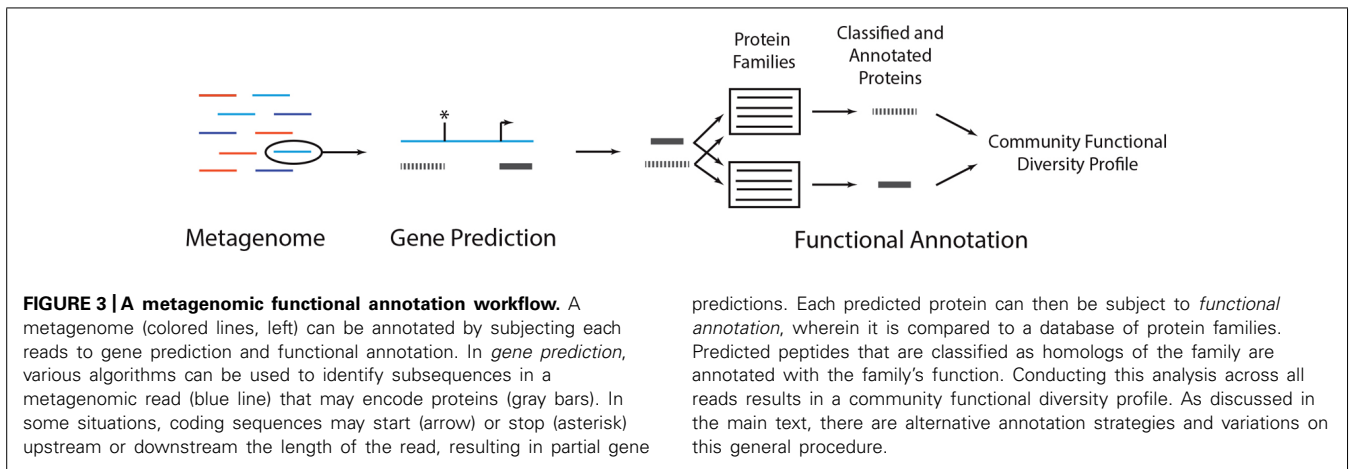 Protein
Families
Classified and
Annotated
Proteins
*
Community Functional
Diversity Profile
Metagenome
Gene Prediction
Functional Annotation
FIGURE 3 | A metagenomic functional annotation workflow. A
metagenome (colored lines, left) can be annotated by subjecting each
reads to gene prediction and functional annotation. In gene prediction,
various algorithms can be used to identify subsequences in a
metagenomic read (blue line) that may encode proteins (gray bars). In
some situations, coding sequences may start (arrow) or stop (asterisk)
upstream or downstream the length of the read, resulting in partial gene
predictions. Each predicted protein can then be subject to functional
annotation, wherein it is compared to a database of protein families.
Predicted peptides that are classified as homologs of the family are
annotated with the family's function. Conducting this analysis across all
reads results in a community functional diversity profile. As discussed in
the main text, there are alternative annotation strategies and variations on
this general procedure.